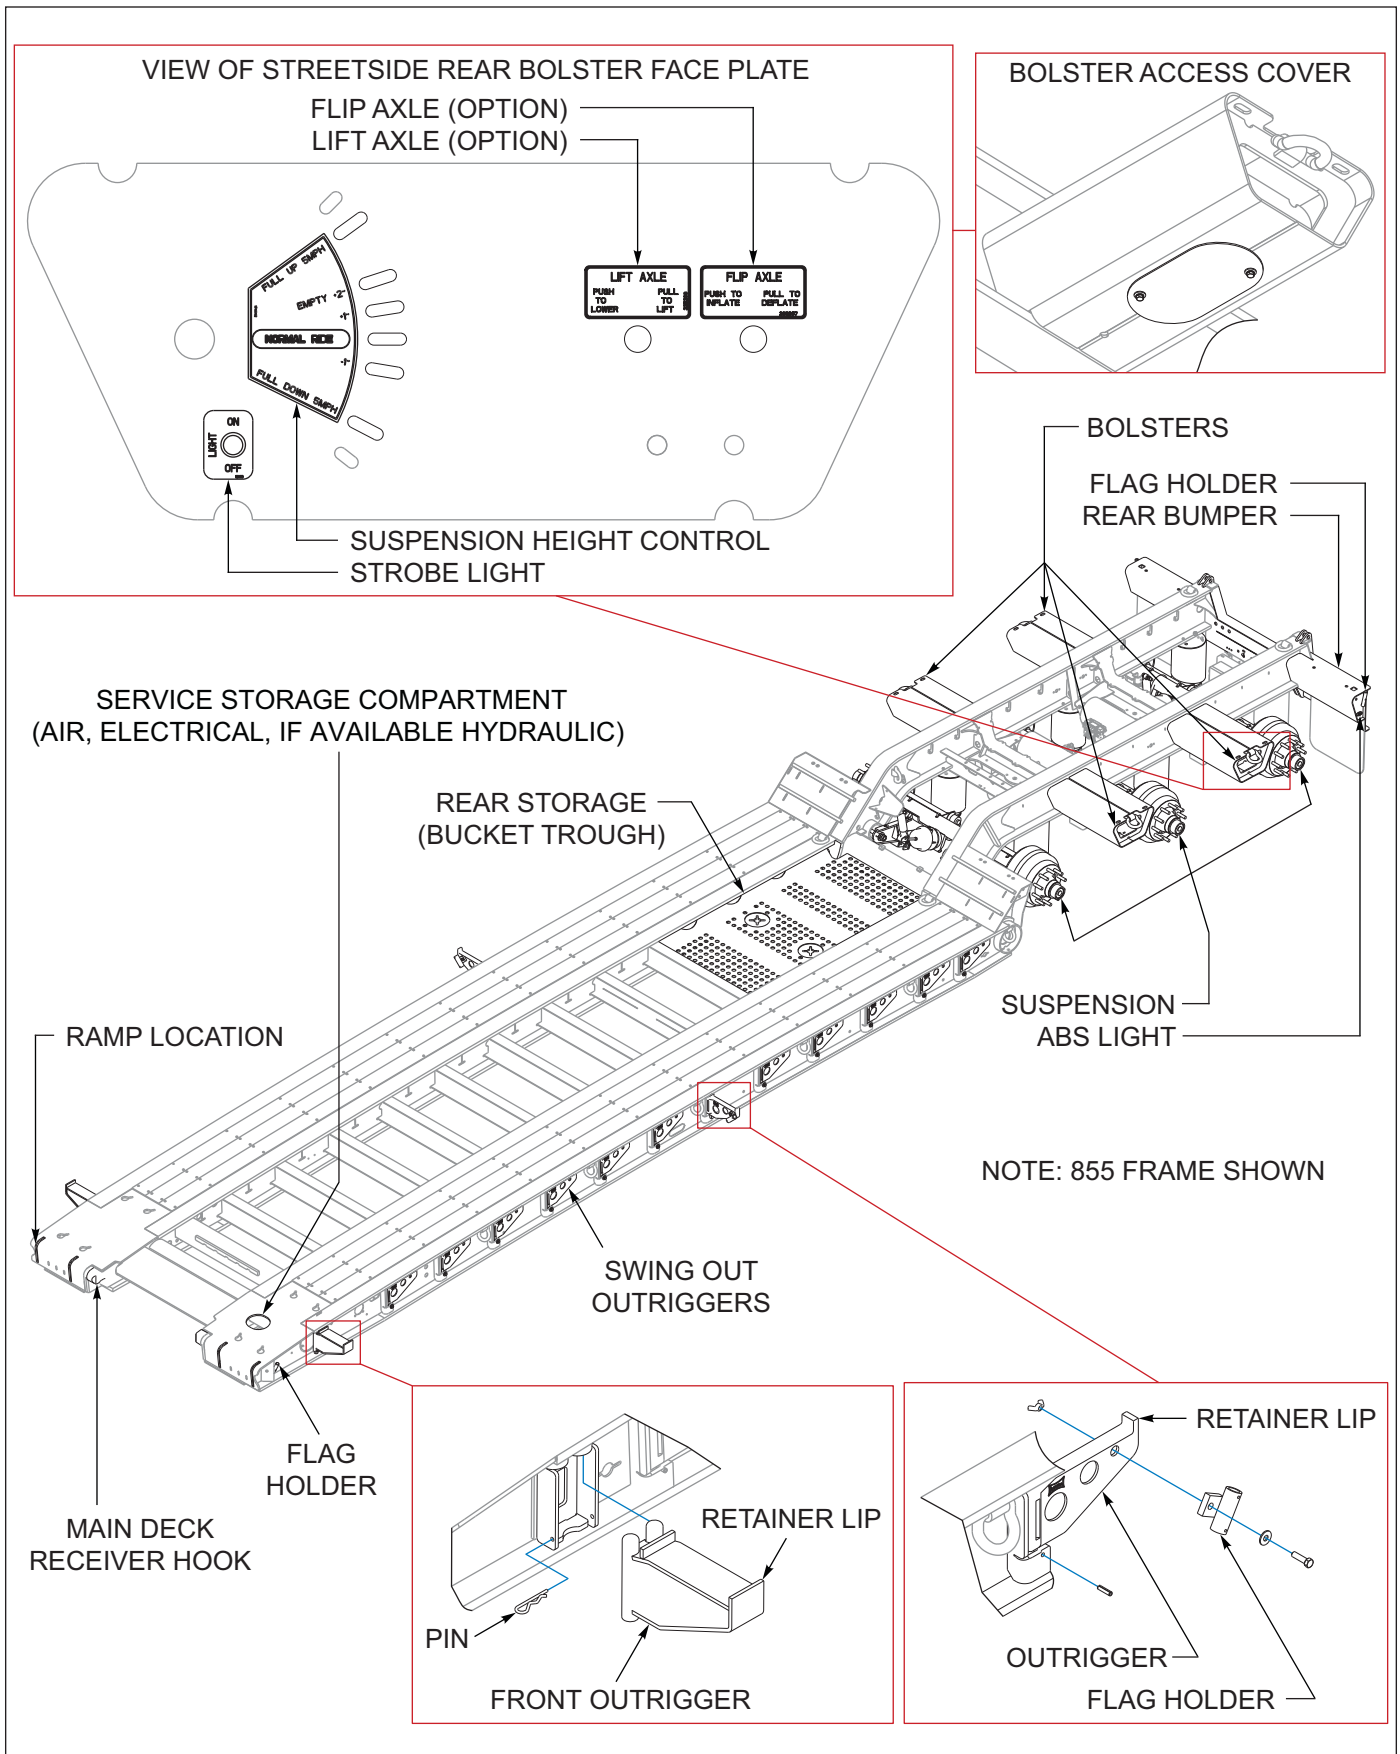 VIEW OF STREETSIDE REAR BOLSTER FACE PLATE
FLIP AXLE (OPTION)
LIFT AXLE (OPTION)
FULL UP 5MPH
EMPTY +2"
+1"
NORMAL RIDE
-1"
FULL DOWN 5MPH
LIFT AXLE
PUSH TO LOWER
PULL TO LIFT
FLIP AXLE
PUSH TO INFLATE
PULL TO DEFLATE
ON
LIGHT
OFF
SUSPENSION HEIGHT CONTROL
STROBE LIGHT
BOLSTER ACCESS COVER
BOLSTERS
FLAG HOLDER
REAR BUMPER
SERVICE STORAGE COMPARTMENT
(AIR, ELECTRICAL, IF AVAILABLE HYDRAULIC)
REAR STORAGE
(BUCKET TROUGH)
RAMP LOCATION
SUSPENSION
ABS LIGHT
NOTE: 855 FRAME SHOWN
SWING OUT
OUTRIGGERS
FLAG
HOLDER
MAIN DECK
RECEIVER HOOK
RETAINER LIP
PIN
FRONT OUTRIGGER
RETAINER LIP
OUTRIGGER
FLAG HOLDER